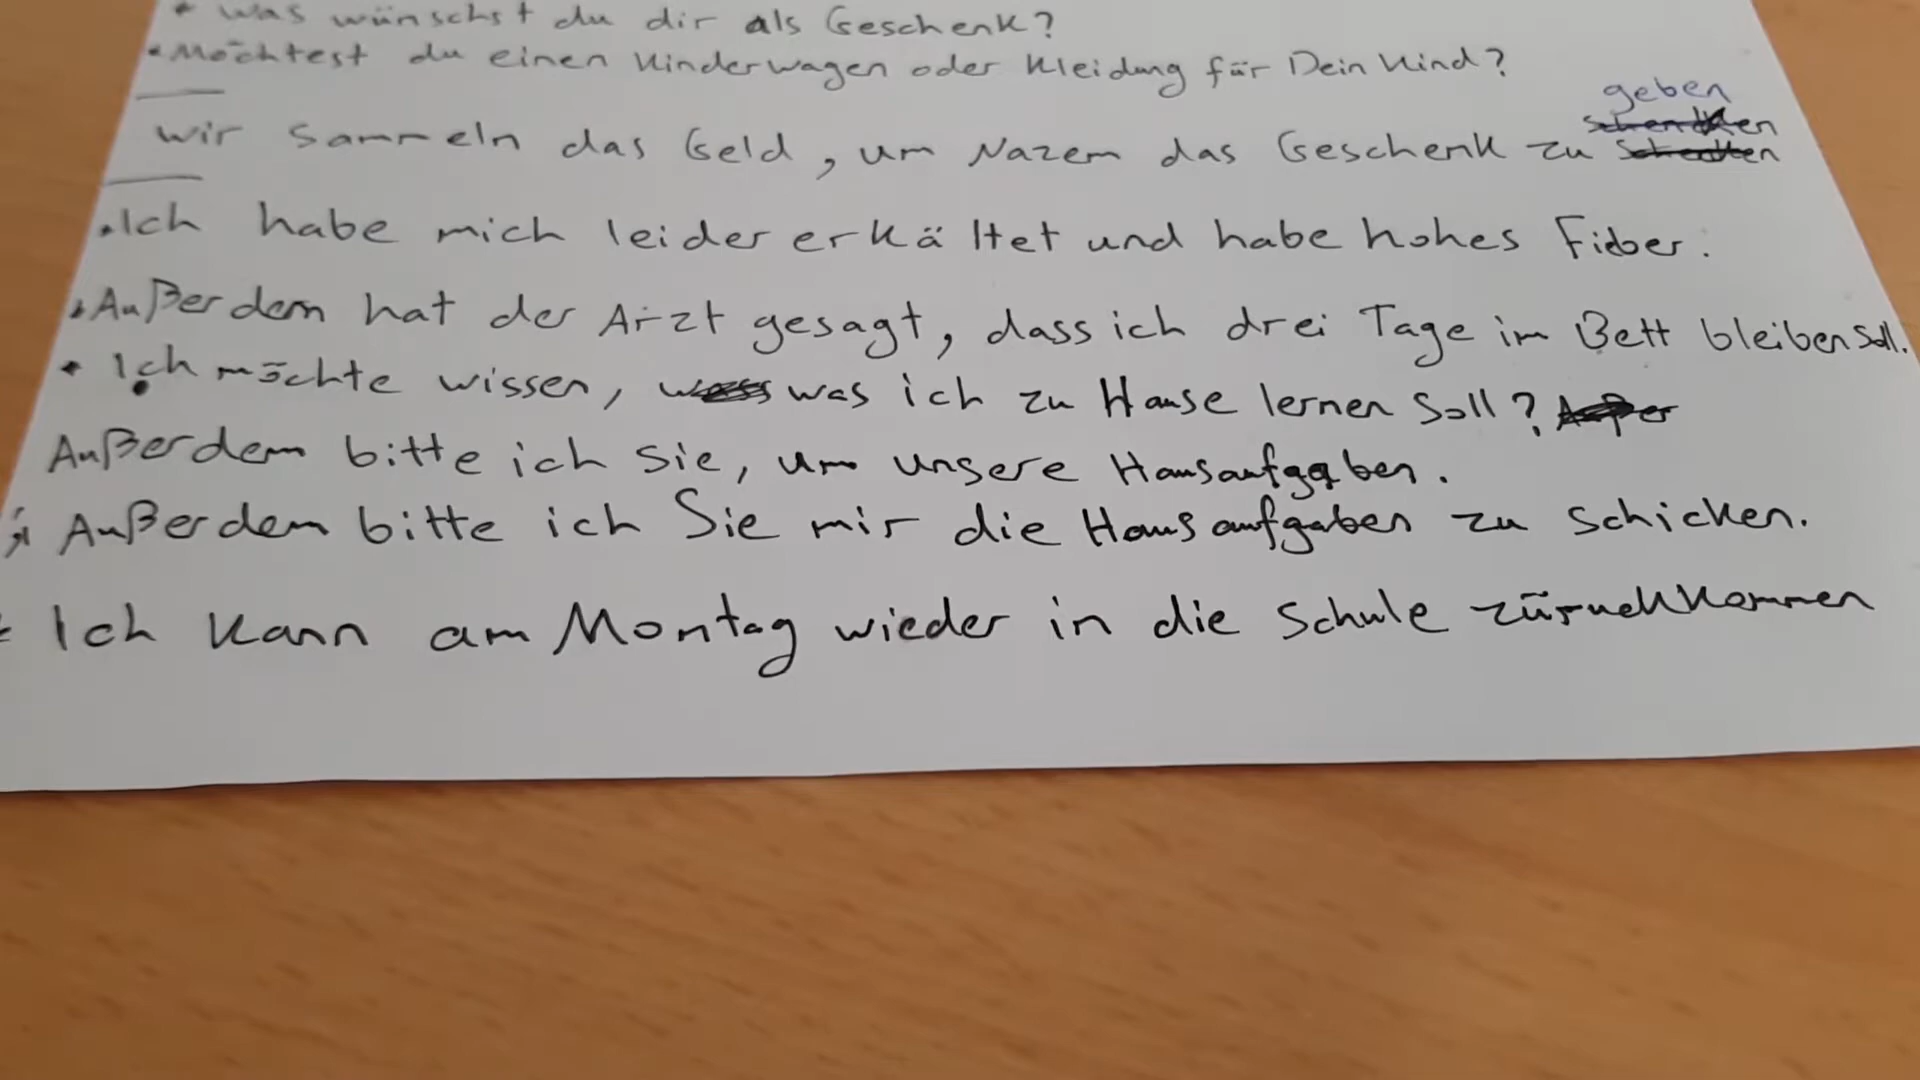 • Was wünschst du dir als Geschenk?
• Möchtest du einen Kinderwagen oder Kleidung für Dein Kind?
geben
wir sammeln das Geld, um Nazem das Geschenk zu
• Ich habe mich leider erkältet und habe hohes Fieber.
• Außerdem hat der Arzt gesagt, dass ich drei Tage im Bett bleiben soll.
• Ich möchte wissen, was ich zu Hause lernen soll?
Außerdem bitte ich sie, um unsere Hausaufgaben.
Außerdem bitte ich Sie mir die Hausaufgaben zu schicken.
Ich kann am Montag wieder in die Schule zürückkommen